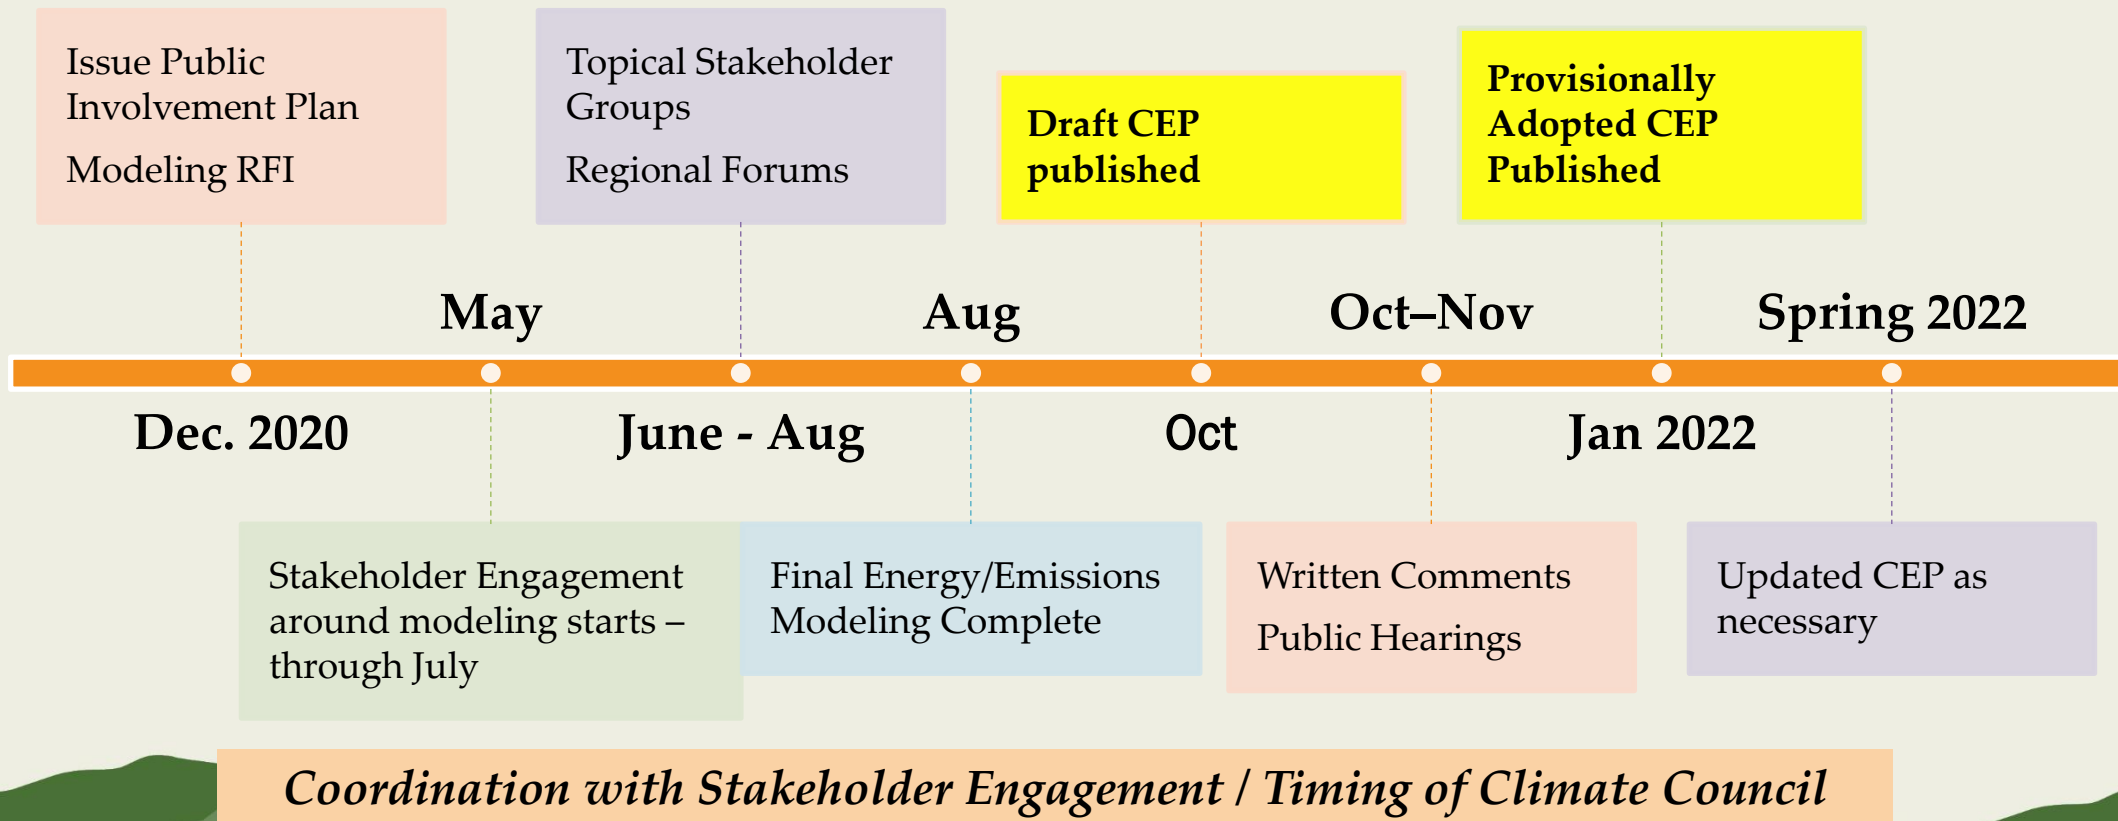 Issue Public
Involvement Plan
Modeling RFI
Topical Stakeholder
Groups
Regional Forums
Draft CEP
published
Provisionally
Adopted CEP
Published
May
Aug
Oct–Nov
Spring 2022
Dec. 2020
June - Aug
Oct
Jan 2022
Stakeholder Engagement
around modeling starts –
through July
Final Energy/Emissions
Modeling Complete
Written Comments
Public Hearings
Updated CEP as
necessary
Coordination with Stakeholder Engagement / Timing of Climate Council